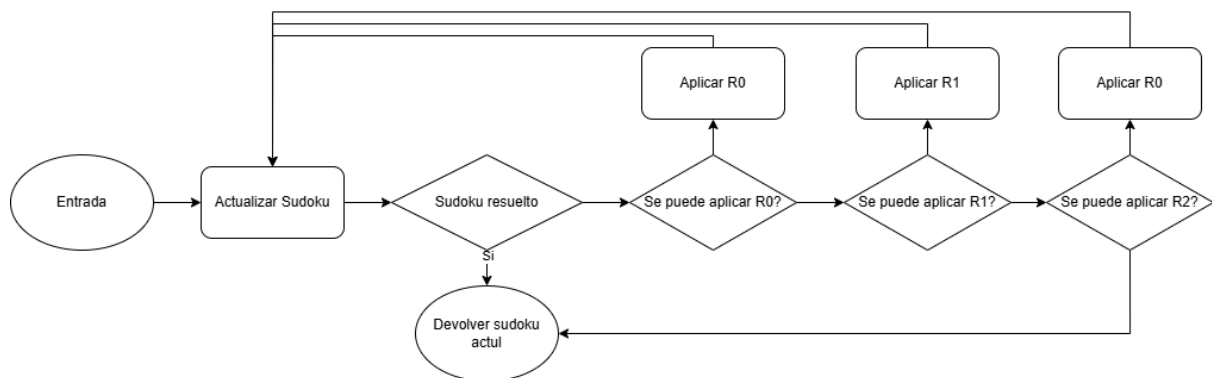 Aplicar R0
Aplicar R1
Aplicar R0
Entrada
Actualizar Sudoku
Sudoku resuelto
Se puede aplicar R0?
Se puede aplicar R1?
Se puede aplicar R2?
Si
Devolver sudoku
actul